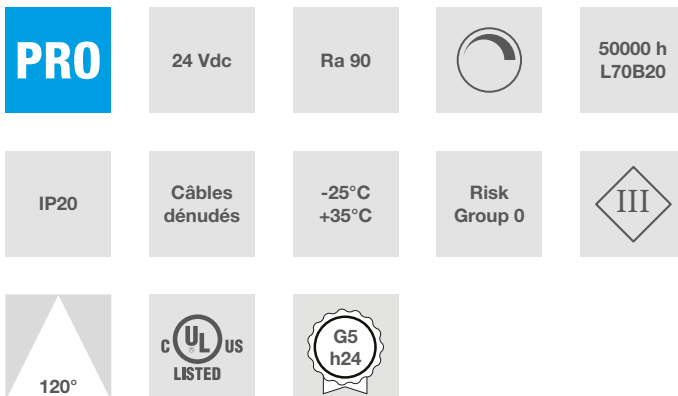 PRO
24 Vdc
Ra 90
50000 h
L70B20
IP20
Câbles
dénudés
-25°C
+35°C
Risk
Group 0
III
120°
C UL US
®
LISTED
G5
h24